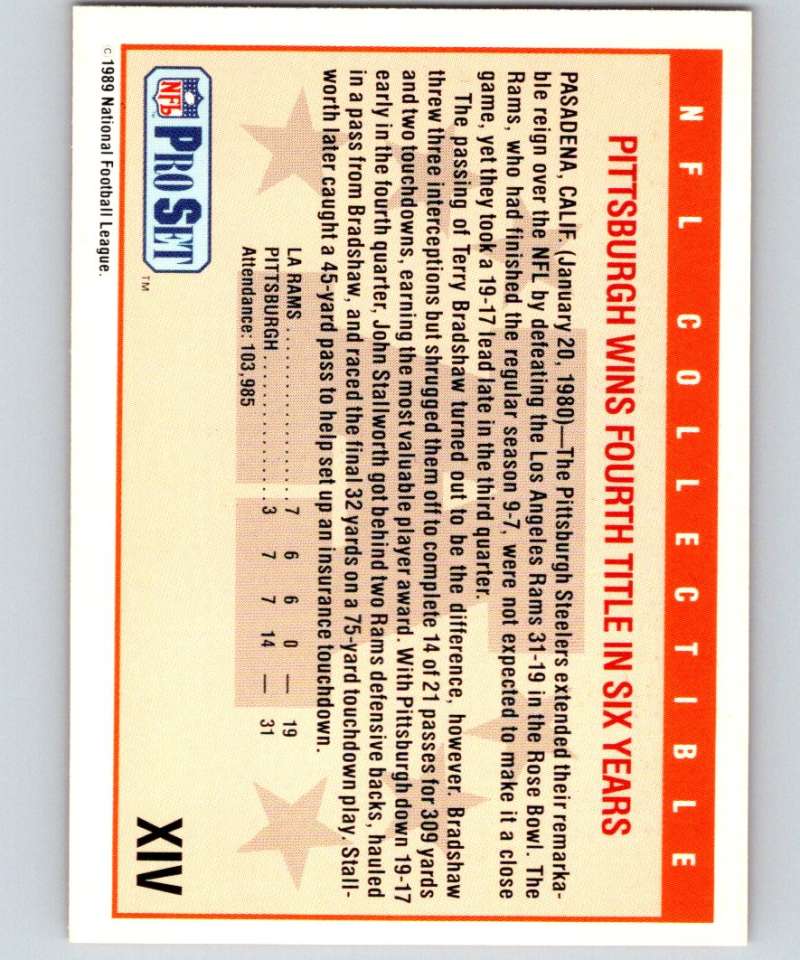 NFL COLLECTIBLE
PITTSBURGH WINS FOURTH TITLE IN SIX YEARS
PASADENA, CALIF. (January 20, 1980)—The Pittsburgh Steelers extended their remarka-
ble reign over the NFL by defeating the Los Angeles Rams 31-19 in the Rose Bowl. The
Rams, who had finished the regular season 9-7, were not expected to make it a close
game, yet they took a 19-17 lead late in the third quarter.
The passing of Terry Bradshaw turned out to be the difference, however. Bradshaw
threw three interceptions but shrugged them off to complete 14 of 21 passes for 309 yards
and two touchdowns, earning the most valuable player award. With Pittsburgh down 19-17
early in the fourth quarter, John Stallworth got behind two Rams defensive backs, hauled
in a pass from Bradshaw, and raced the final 32 yards on a 75-yard touchdown play. Stall-
worth later caught a 45-yard pass to help set up an insurance touchdown.
LA RAMS ........................ 7 6 6 0 — 19
PITTSBURGH .................. 3 7 7 14 — 31
Attendance: 103,985
NFL PRO SET ™
XIV
© 1989 National Football League.